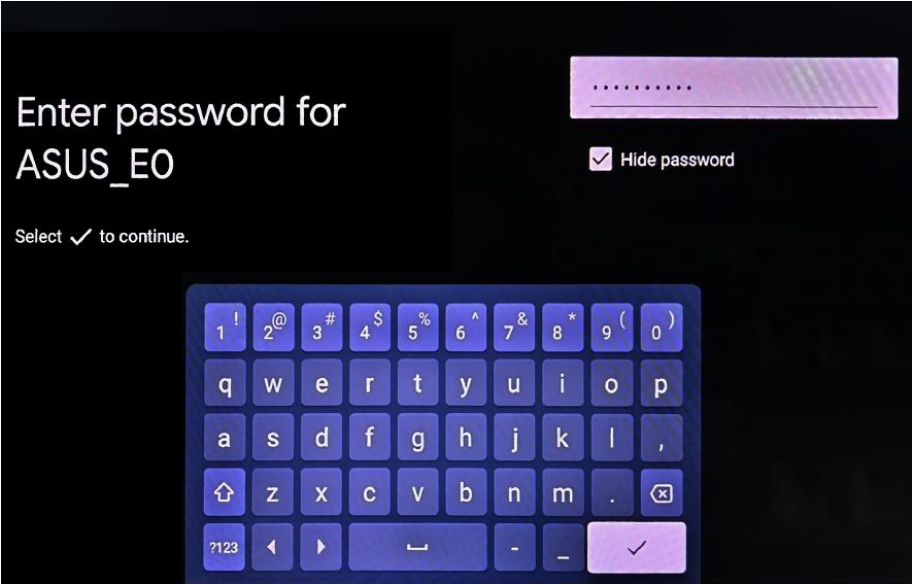 Enter password for
ASUS_E0
Select ✓ to continue.
••••••••••
Hide password
1 ! 2 @ 3 # 4 $ 5 % 6 ^ 7 & 8 * 9 ( 0 )
q w e r t y u i o p
a s d f g h j k l ,
z x c v b n m .
?123 - _